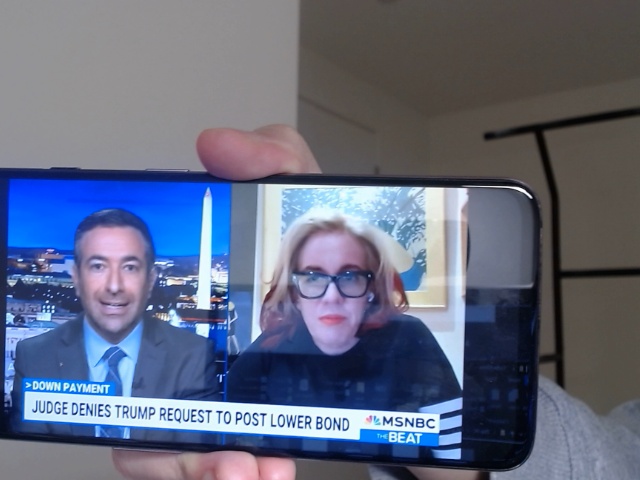 >DOWN PAYMENT
JUDGE DENIES TRUMP REQUEST TO POST LOWER BOND
MSNBC
THE BEAT